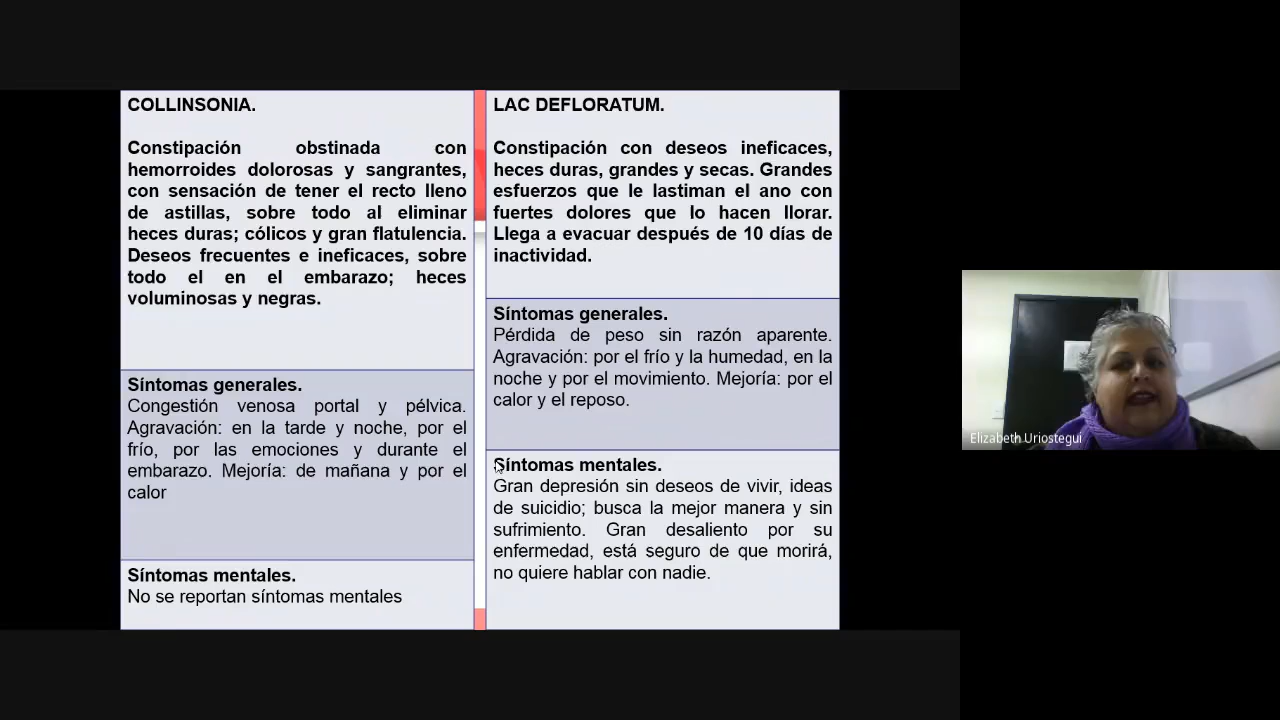 COLLINSONIA.
Constipación obstinada con
hemorroides dolorosas y sangrantes,
con sensación de tener el recto lleno
de astillas, sobre todo al eliminar
heces duras; cólicos y gran flatulencia.
Deseos frecuentes e ineficaces, sobre
todo el en el embarazo; heces
voluminosas y negras.
Síntomas generales.
Congestión venosa portal y pélvica.
Agravación: en la tarde y noche, por el
frío, por las emociones y durante el
embarazo. Mejoría: de mañana y por el
calor
Síntomas mentales.
No se reportan síntomas mentales
LAC DEFLORATUM.
Constipación con deseos ineficaces,
heces duras, grandes y secas. Grandes
esfuerzos que le lastiman el ano con
fuertes dolores que lo hacen llorar.
Llega a evacuar después de 10 días de
inactividad.
Síntomas generales.
Pérdida de peso sin razón aparente.
Agravación: por el frío y la humedad, en la
noche y por el movimiento. Mejoría: por el
calor y el reposo.
Síntomas mentales.
Gran depresión sin deseos de vivir, ideas
de suicidio; busca la mejor manera y sin
sufrimiento. Gran desaliento por su
enfermedad, está seguro de que morirá,
no quiere hablar con nadie.
Elizabeth Uriostegui